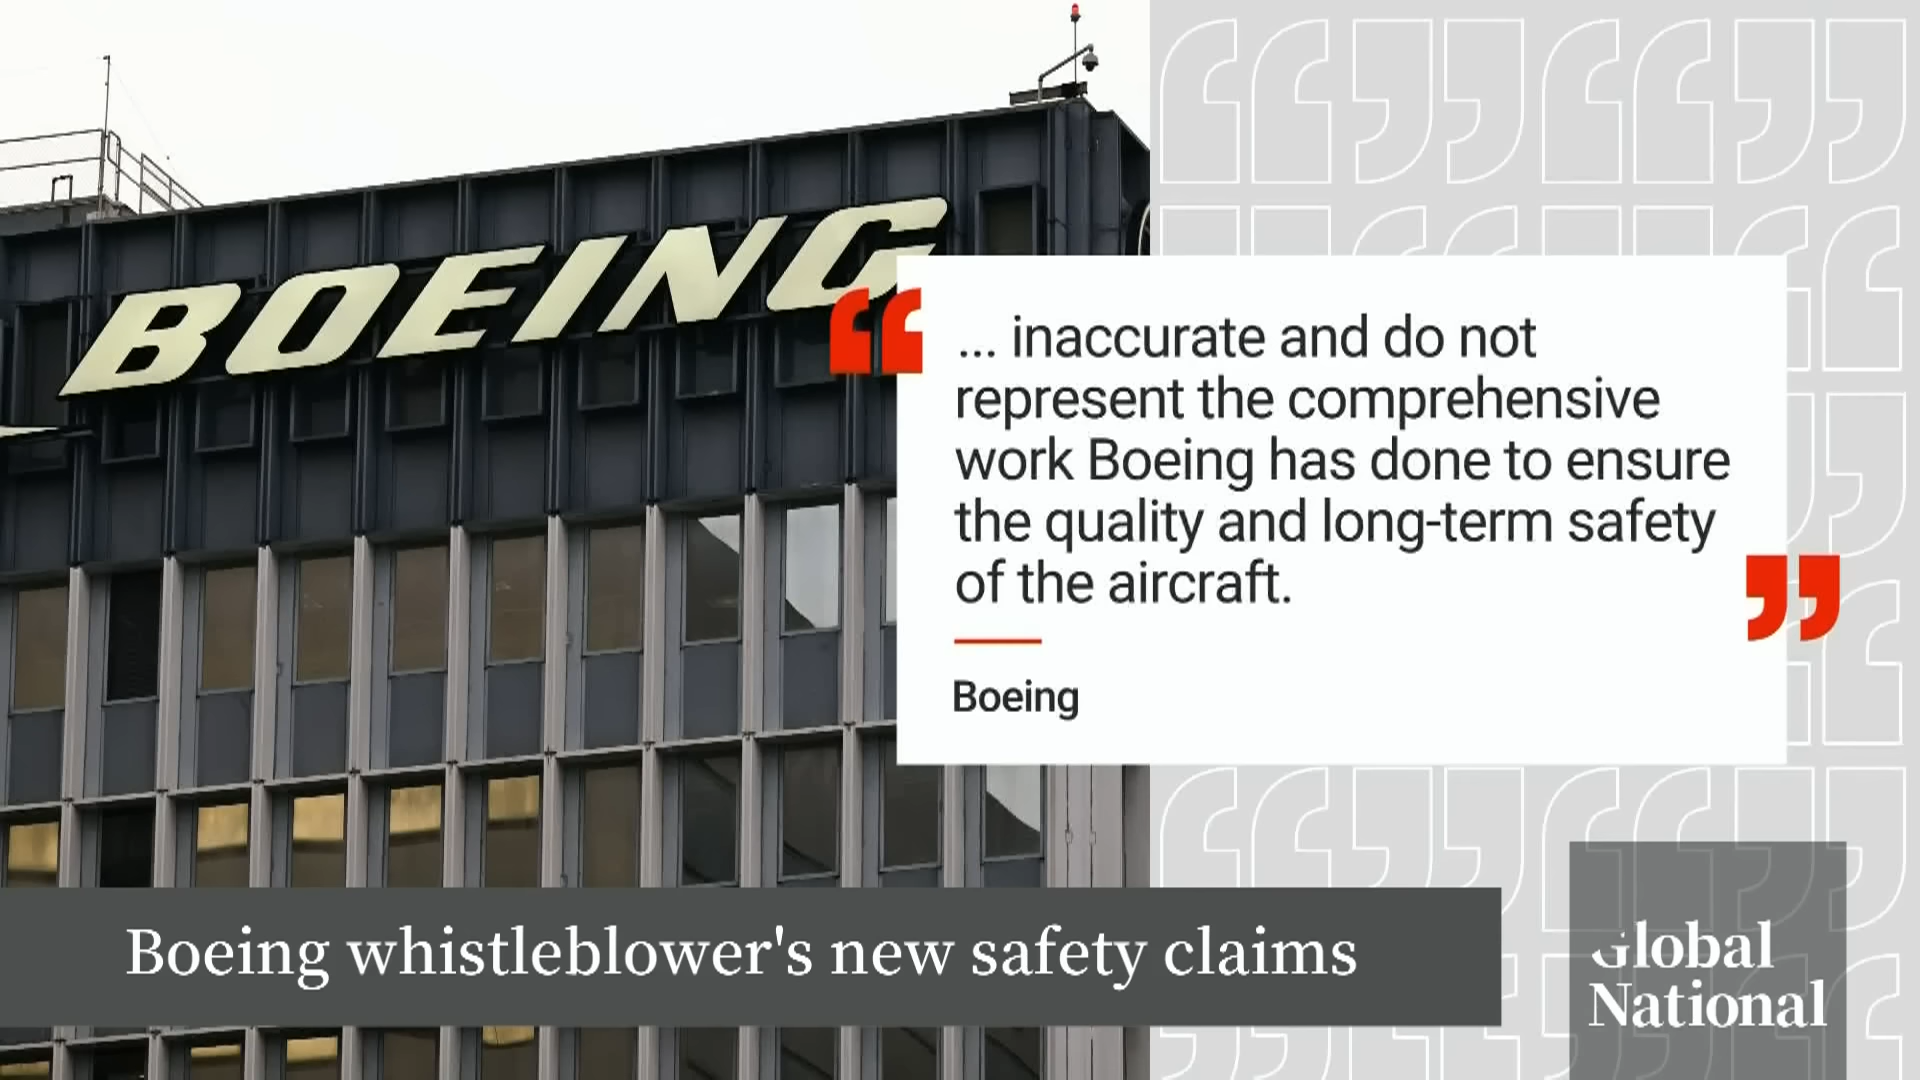 BOEING
... inaccurate and do not
represent the comprehensive
work Boeing has done to ensure
the quality and long-term safety
of the aircraft.
Boeing
Boeing whistleblower's new safety claims
Global
National